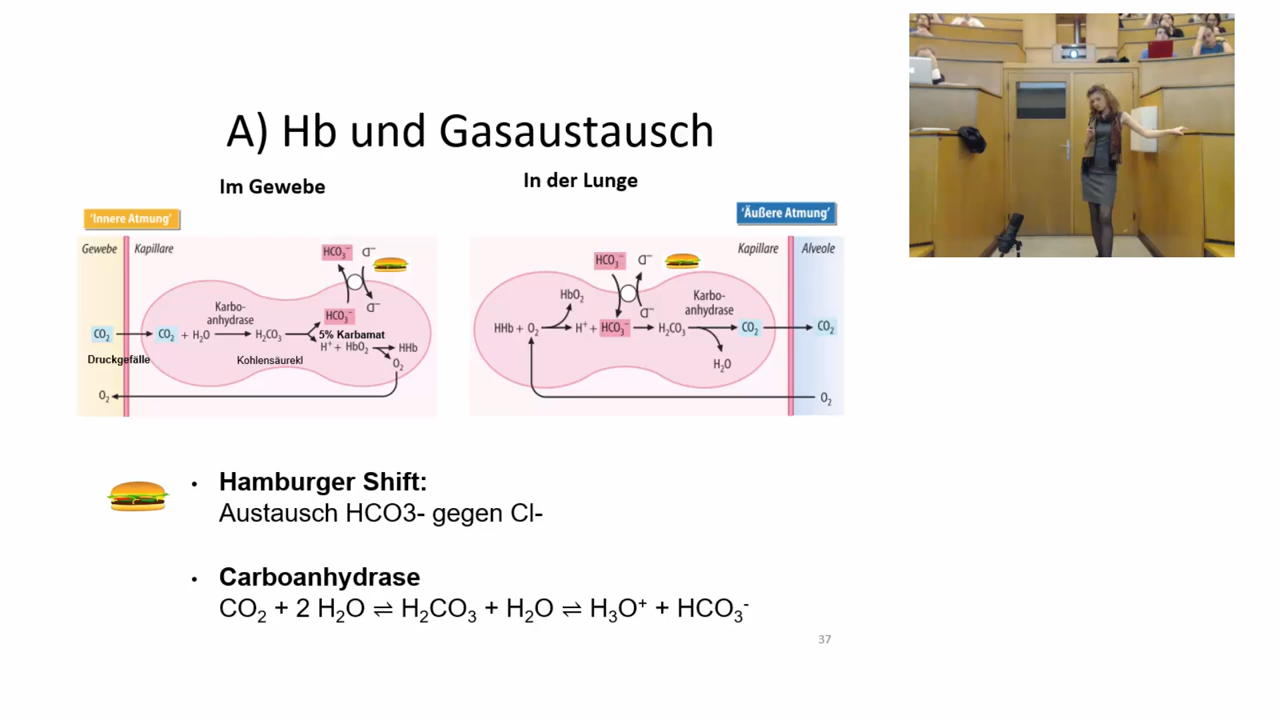 A) Hb und Gasaustausch
Im Gewebe
In der Lunge
'Innere Atmung'
'Äußere Atmung'
Gewebe
Kapillare
HCO₃⁻
Cl⁻
Karbo-
anhydrase
HCO₃⁻
Cl⁻
CO₂
CO₂ + H₂O
H₂CO₃
5% Karbamat
H⁺ + HbO₂
HHb
Druckgefälle
Kohlensäurekl
O₂
O₂
Kapillare
Alveole
HCO₃⁻
Cl⁻
HbO₂
Cl⁻
Karbo-
anhydrase
HHb + O₂
H⁺ + HCO₃⁻
H₂CO₃
CO₂
CO₂
H₂O
O₂
• Hamburger Shift:
Austausch HCO3- gegen Cl-
• Carboanhydrase
CO₂ + 2 H₂O ⇌ H₂CO₃ + H₂O ⇌ H₃O⁺ + HCO₃⁻
37